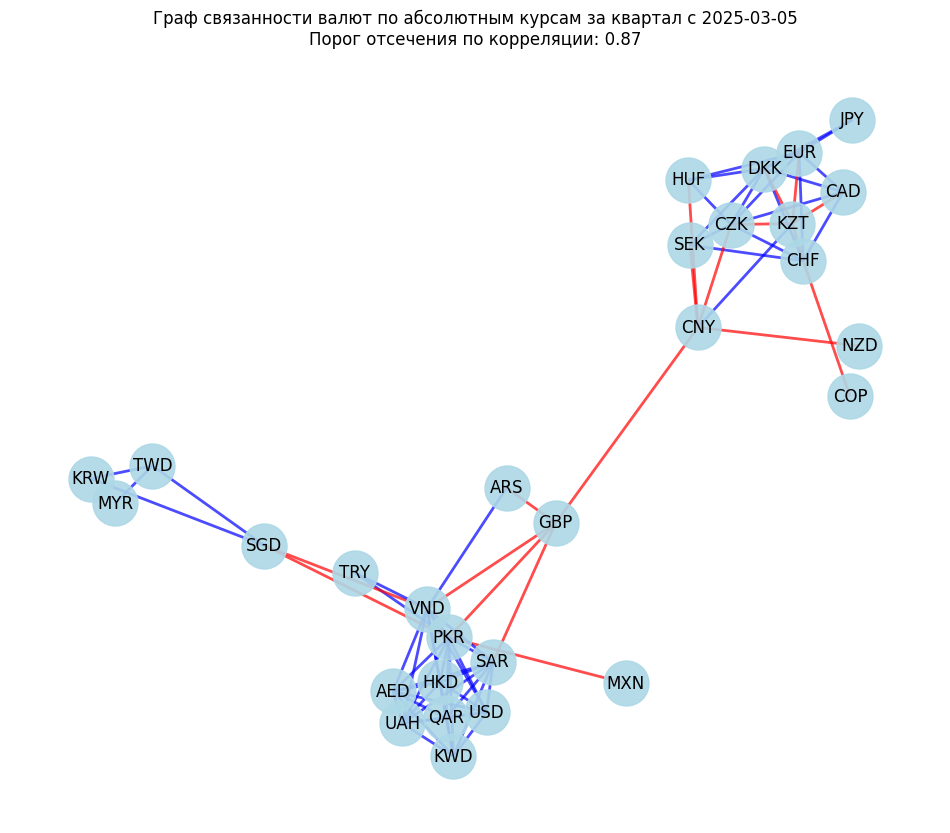 Граф связанности валют по абсолютным курсам за квартал с 2025-03-05
Порог отсечения по корреляции: 0.87
JPY
EUR
DKK
HUF
CAD
CZK
KZT
SEK
CHF
CNY
NZD
COP
TWD
KRW
ARS
MYR
GBP
SGD
TRY
VND
PKR
SAR
HKD
MXN
AED
USD
QAR
UAH
KWD